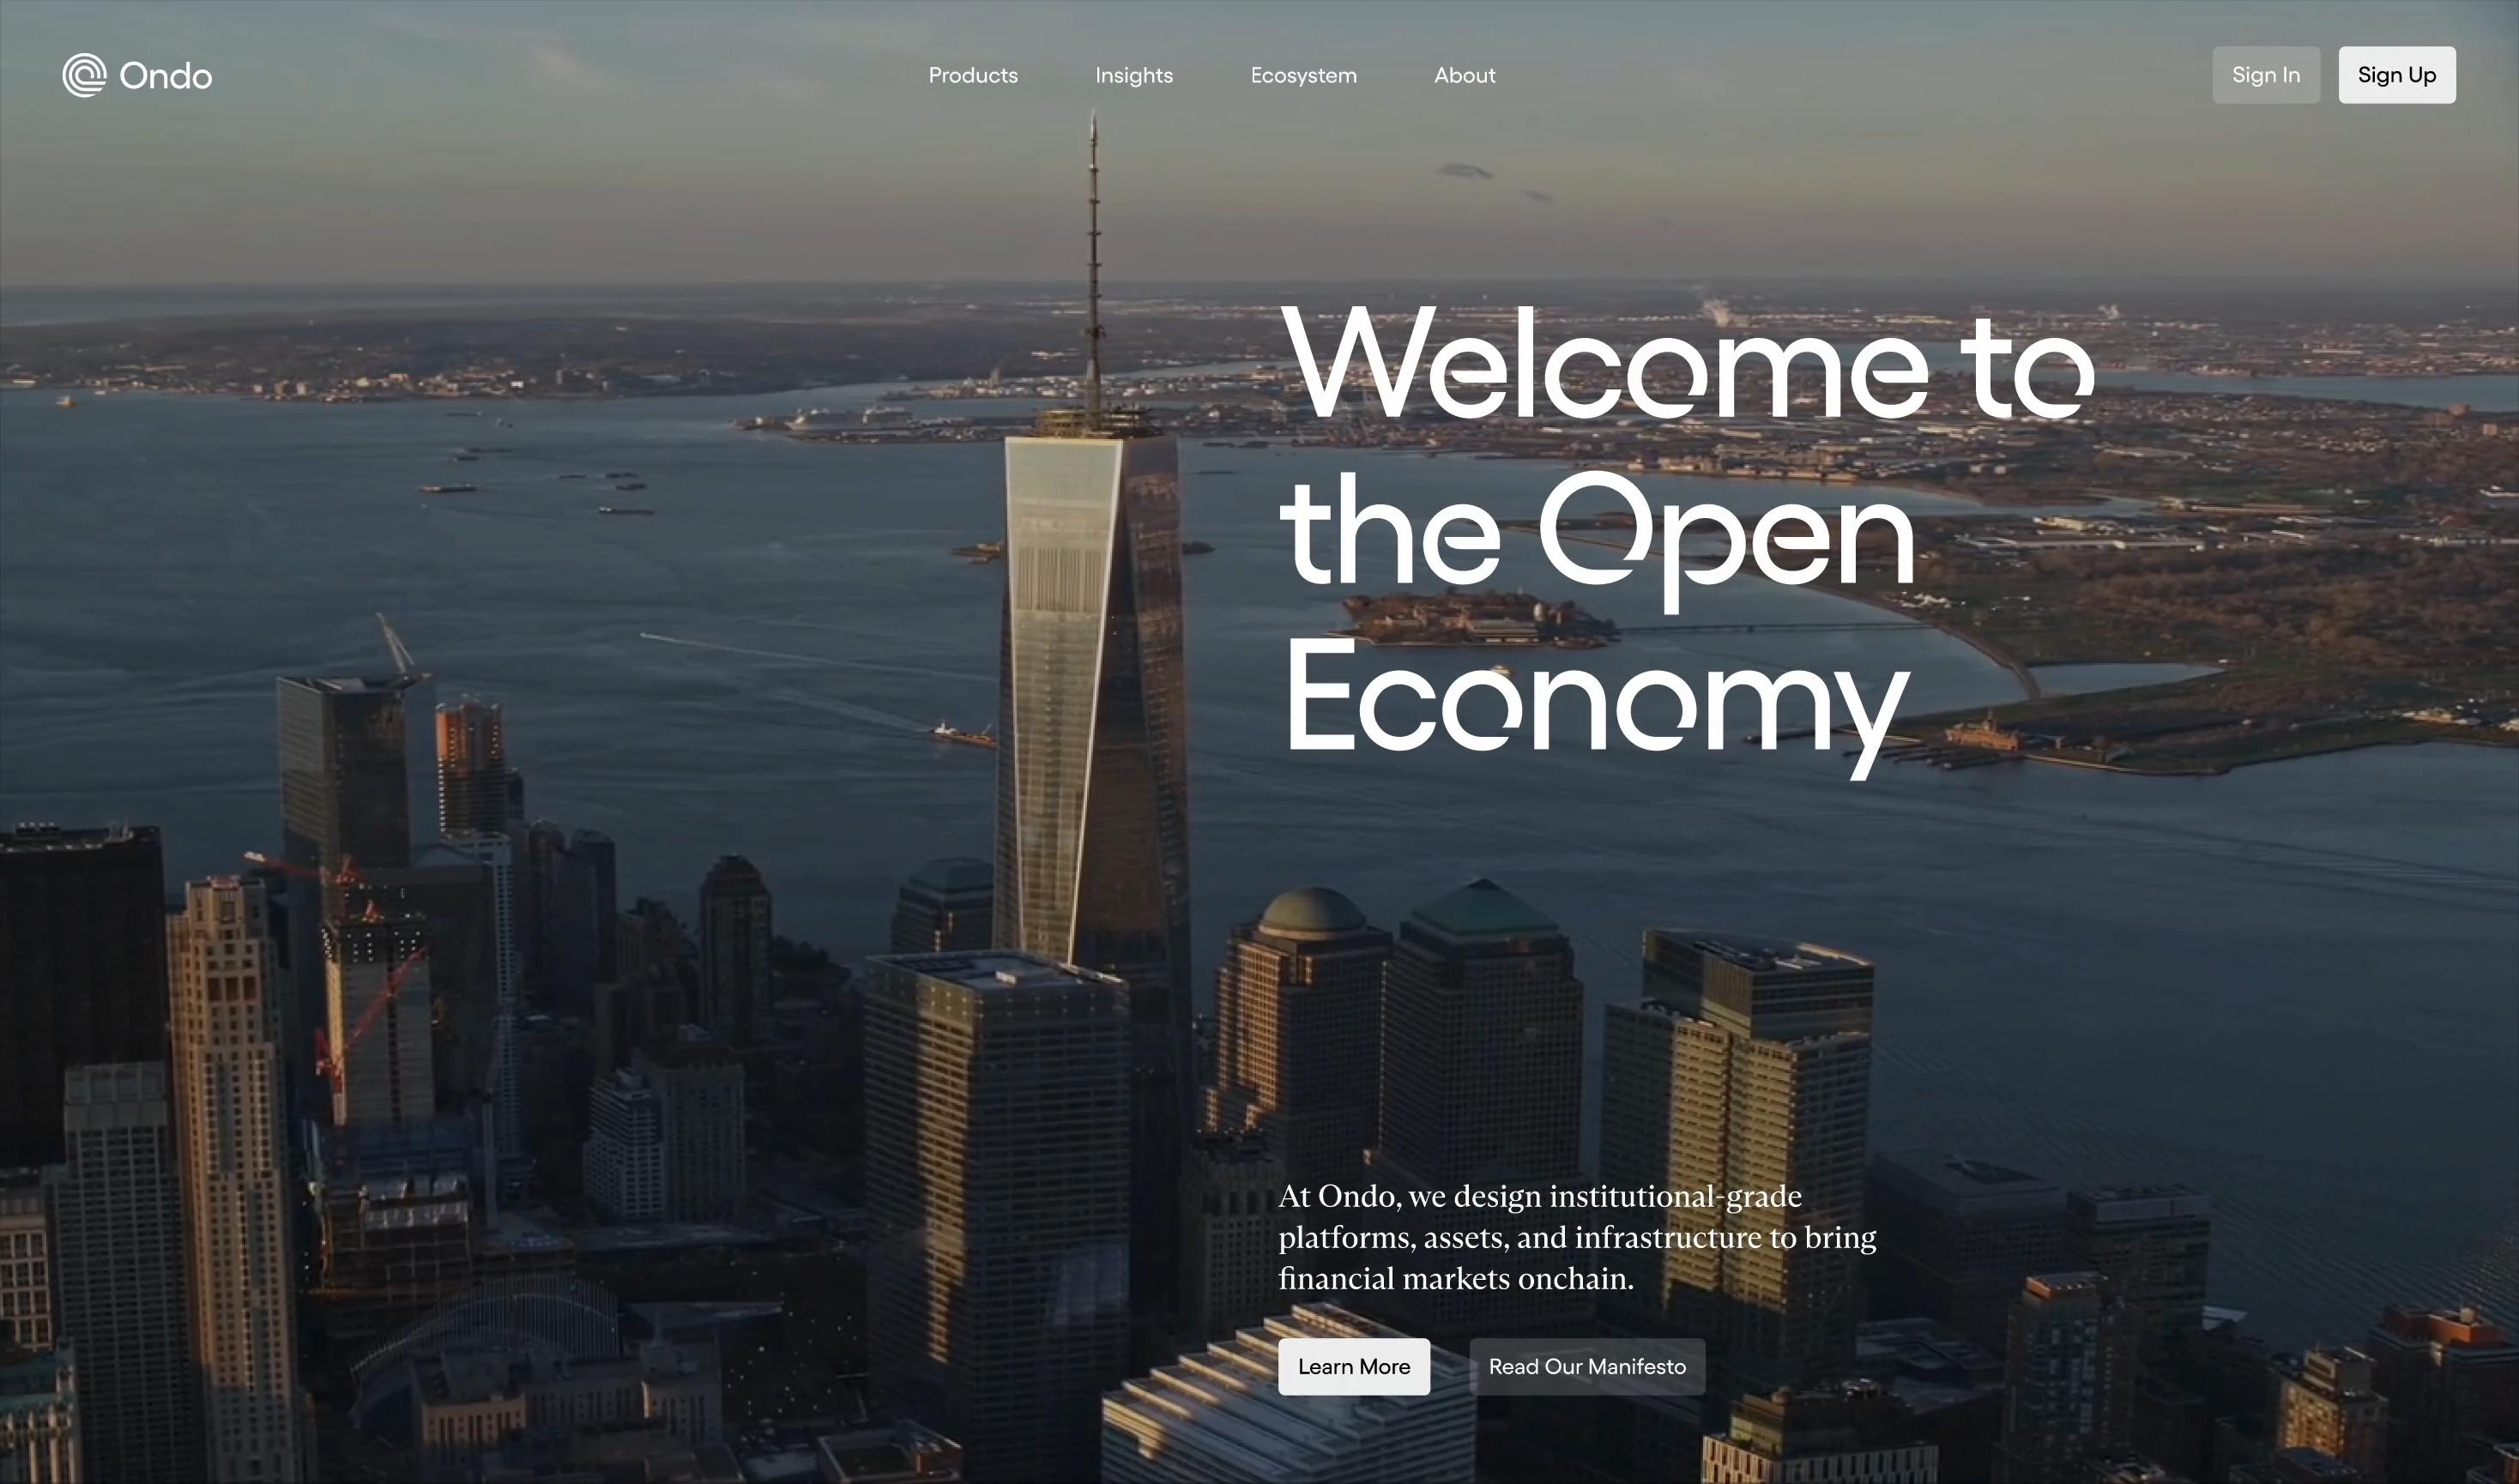 Ondo
Products
Insights
Ecosystem
About
Sign In
Sign Up
Welcome to
the Open
Economy
At Ondo, we design institutional-grade
platforms, assets, and infrastructure to bring
financial markets onchain.
Learn More
Read Our Manifesto